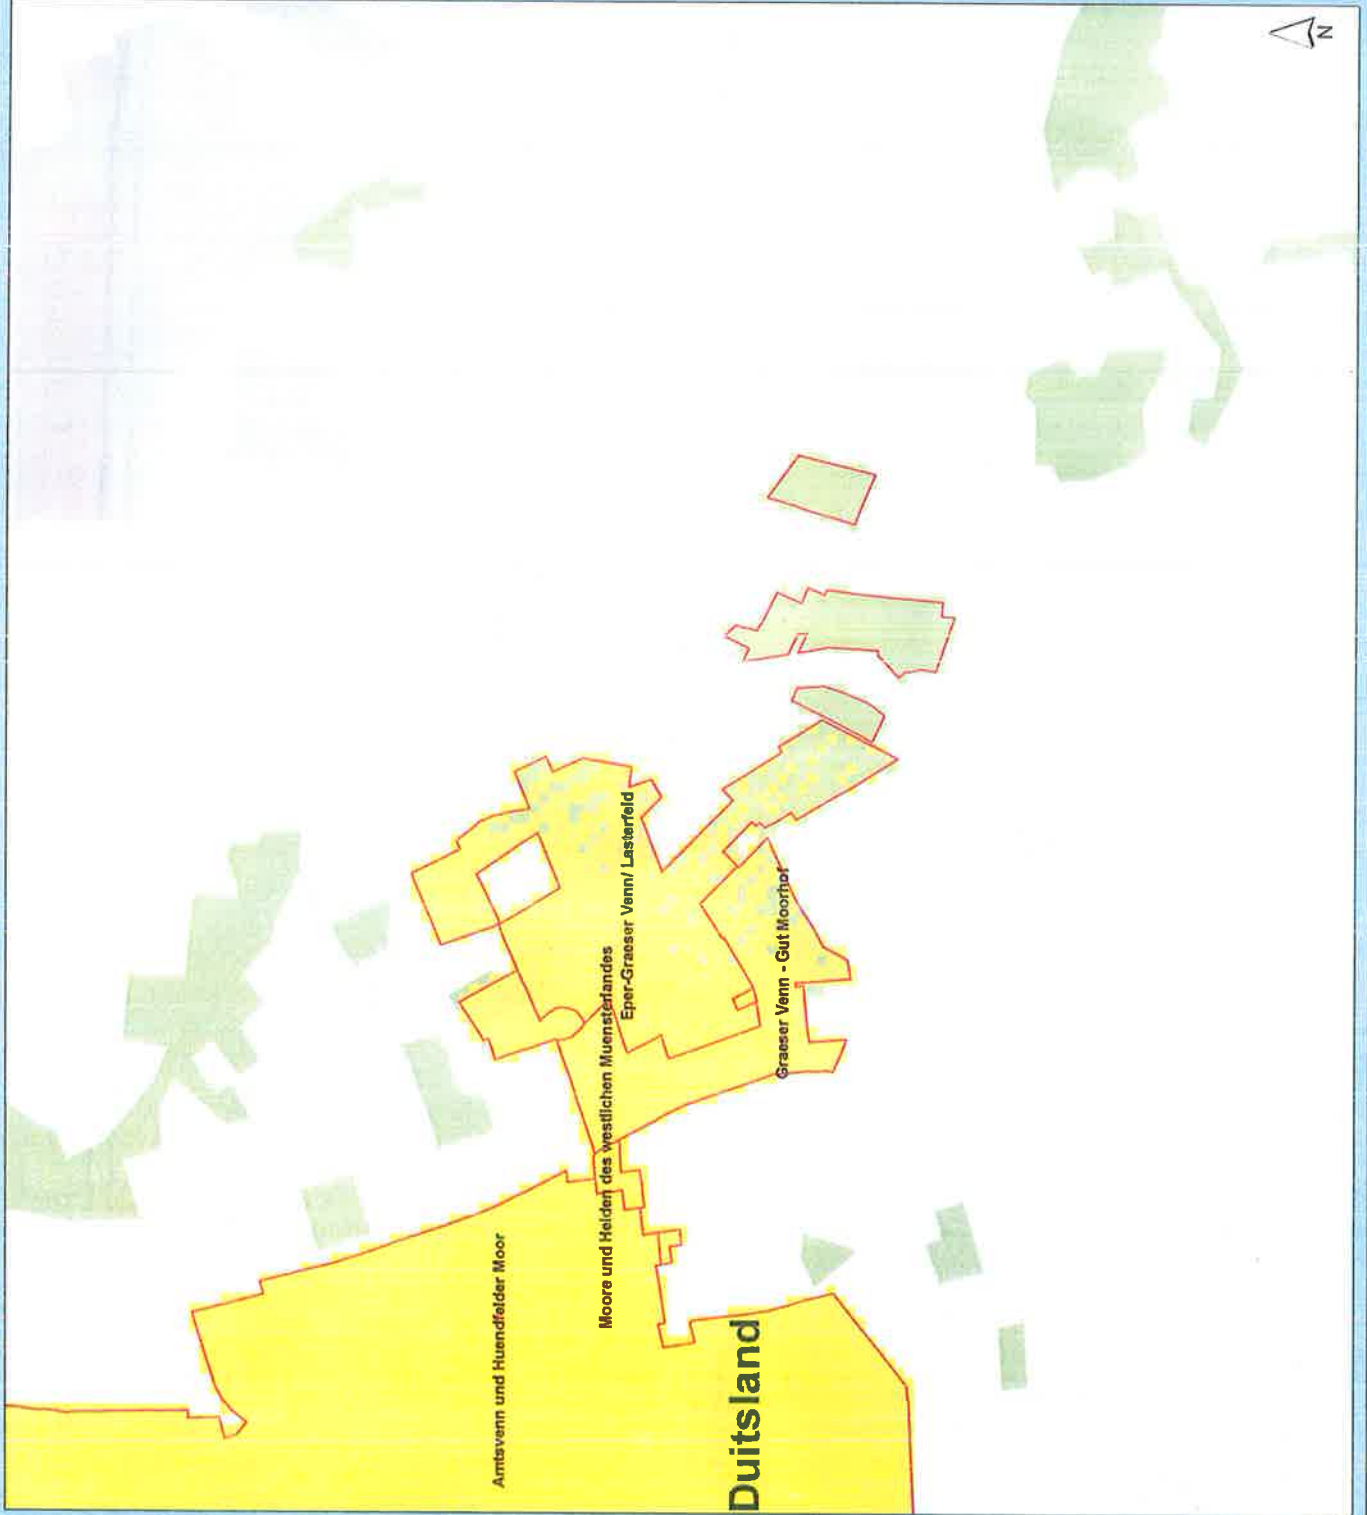 N
Amtsvenn und Huendfelder Moor
Moore und Heiden des westlichen Muensterlandes
Eper-Graeser Venn/ Lasterfeld
Graeser Venn - Gut Moorhof
Duitsland